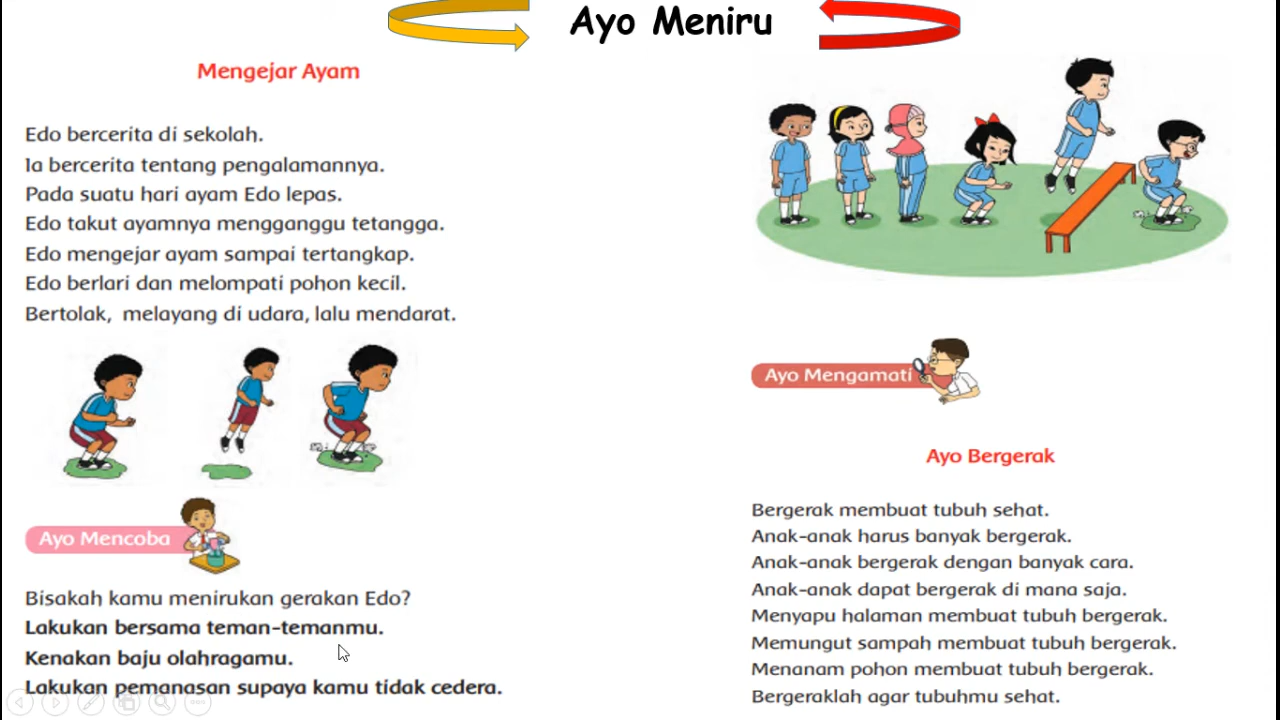 Ayo Meniru
Mengejar Ayam
Edo bercerita di sekolah.
Ia bercerita tentang pengalamannya.
Pada suatu hari ayam Edo lepas.
Edo takut ayamnya mengganggu tetangga.
Edo mengejar ayam sampai tertangkap.
Edo berlari dan melompati pohon kecil.
Bertolak, melayang di udara, lalu mendarat.
Ayo Mencoba
Bisakah kamu menirukan gerakan Edo?
Lakukan bersama teman-temanmu.
Kenakan baju olahragamu.
Lakukan pemanasan supaya kamu tidak cedera.
Ayo Mengamati
Ayo Bergerak
Bergerak membuat tubuh sehat.
Anak-anak harus banyak bergerak.
Anak-anak bergerak dengan banyak cara.
Anak-anak dapat bergerak di mana saja.
Menyapu halaman membuat tubuh bergerak.
Memungut sampah membuat tubuh bergerak.
Menanam pohon membuat tubuh bergerak.
Bergeraklah agar tubuhmu sehat.